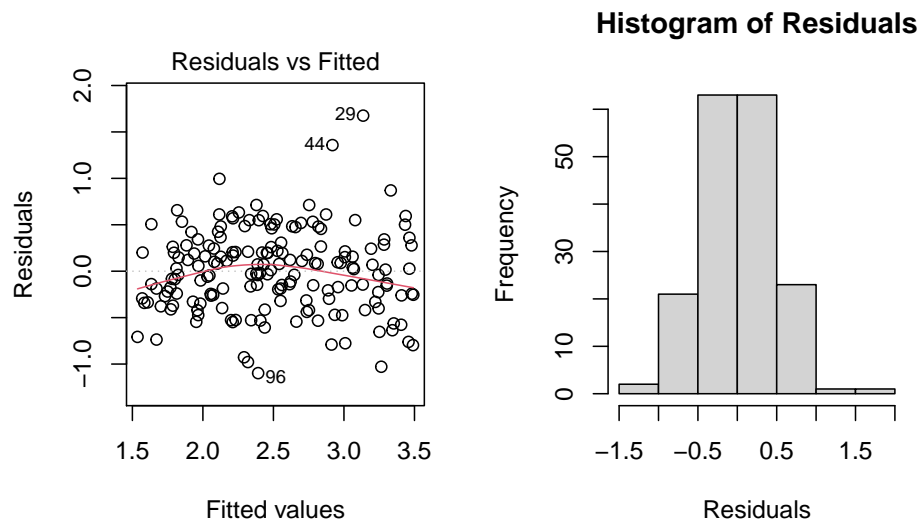 Residuals vs Fitted
Residuals
2.0
1.0
0.0
−1.0
29
44
96
1.5 2.0 2.5 3.0 3.5
Fitted values
Histogram of Residuals
Frequency
50
30
10
0
−1.5 −0.5 0.5 1.5
Residuals